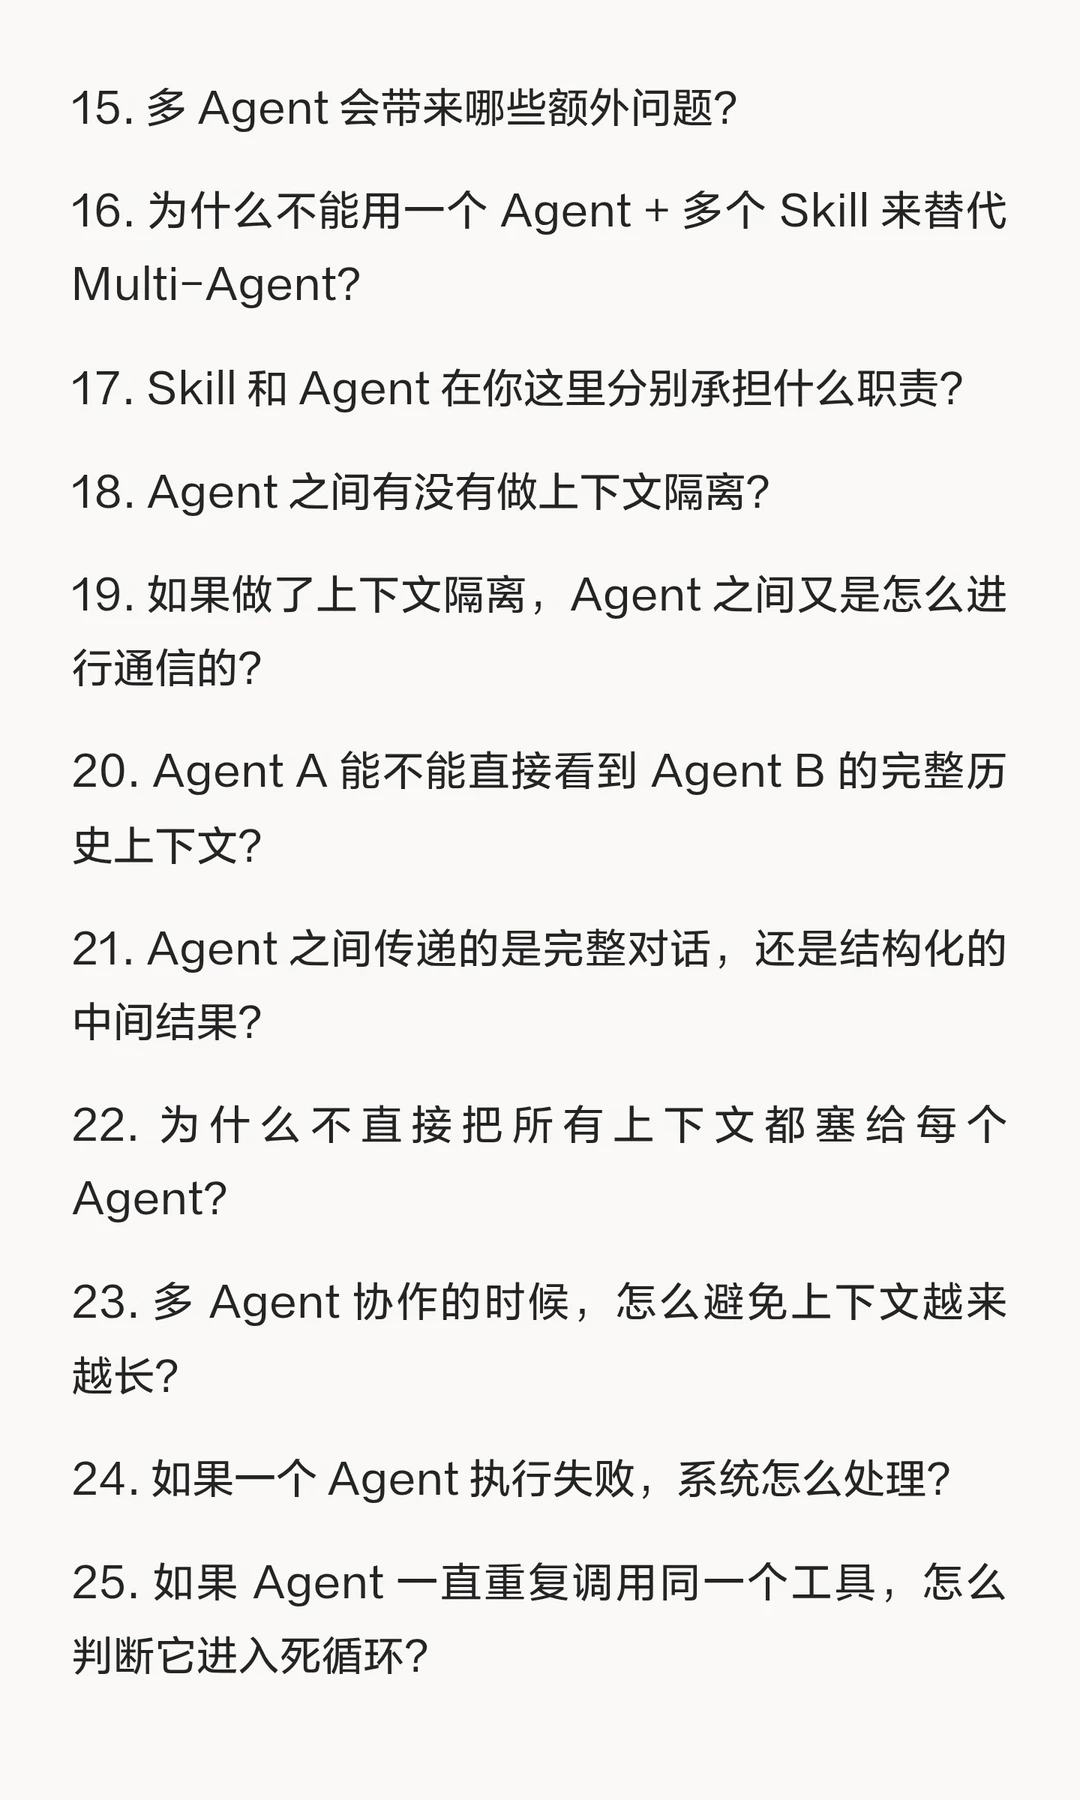 15. 多 Agent 会带来哪些额外问题?
16. 为什么不能用一个 Agent + 多个 Skill 来替代
Multi-Agent?
17. Skill 和 Agent 在你这里分别承担什么职责?
18. Agent 之间有没有做上下文隔离?
19. 如果做了上下文隔离，Agent 之间又是怎么进
行通信的?
20. Agent A 能不能直接看到 Agent B 的完整历
史上下文?
21. Agent 之间传递的是完整对话，还是结构化的
中间结果?
22. 为什么不直接把所有上下文都塞给每个
Agent?
23. 多 Agent 协作的时候，怎么避免上下文越来
越长?
24. 如果一个 Agent 执行失败，系统怎么处理?
25. 如果 Agent 一直重复调用同一个工具，怎么
判断它进入死循环?